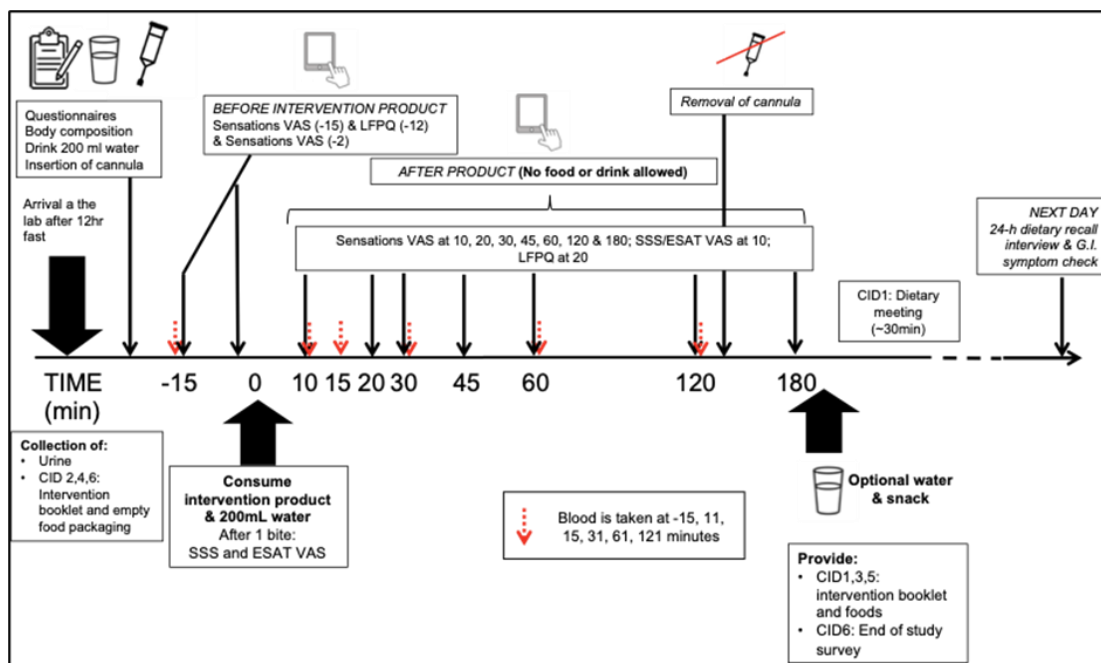 Questionnaires
Body composition
Drink 200 ml water
Insertion of cannula
BEFORE INTERVENTION PRODUCT
Sensations VAS (-15) & LFPQ (-12)
& Sensations VAS (-2)
Removal of cannula
AFTER PRODUCT (No food or drink allowed)
Arrival a the
lab after 12hr
fast
Sensations VAS at 10, 20, 30, 45, 60, 120 & 180; SSS/ESAT VAS at 10;
LFPQ at 20
NEXT DAY
24-h dietary recall
interview & G.I.
symptom check
CID1: Dietary
meeting
(~30min)
TIME
(min)
-15 0 10 15 20 30 45 60 120 180
Collection of:
• Urine
• CID 2,4,6:
Intervention
booklet and empty
food packaging
Consume
intervention product
& 200mL water
After 1 bite:
SSS and ESAT VAS
Blood is taken at -15, 11,
15, 31, 61, 121 minutes
Optional water
& snack
Provide:
• CID1,3,5:
intervention booklet
and foods
• CID6: End of study
survey